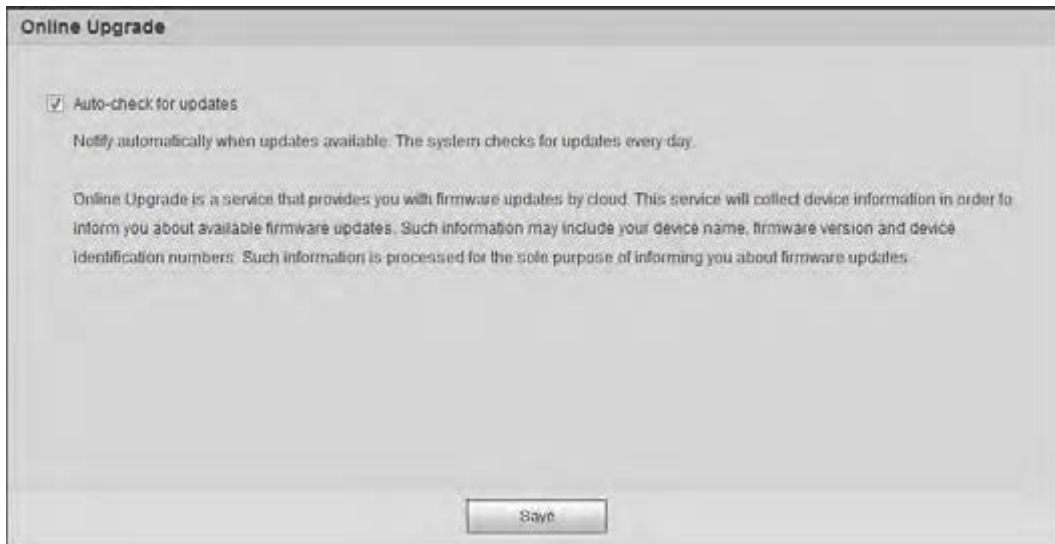 Online Upgrade
Auto-check for updates
Notify automatically when updates available. The system checks for updates every day.
Online Upgrade is a service that provides you with firmware updates by cloud. This service will collect device information in order to
inform you about available firmware updates. Such information may include your device name, firmware version and device
identification numbers. Such information is processed for the sole purpose of informing you about firmware updates.
Save